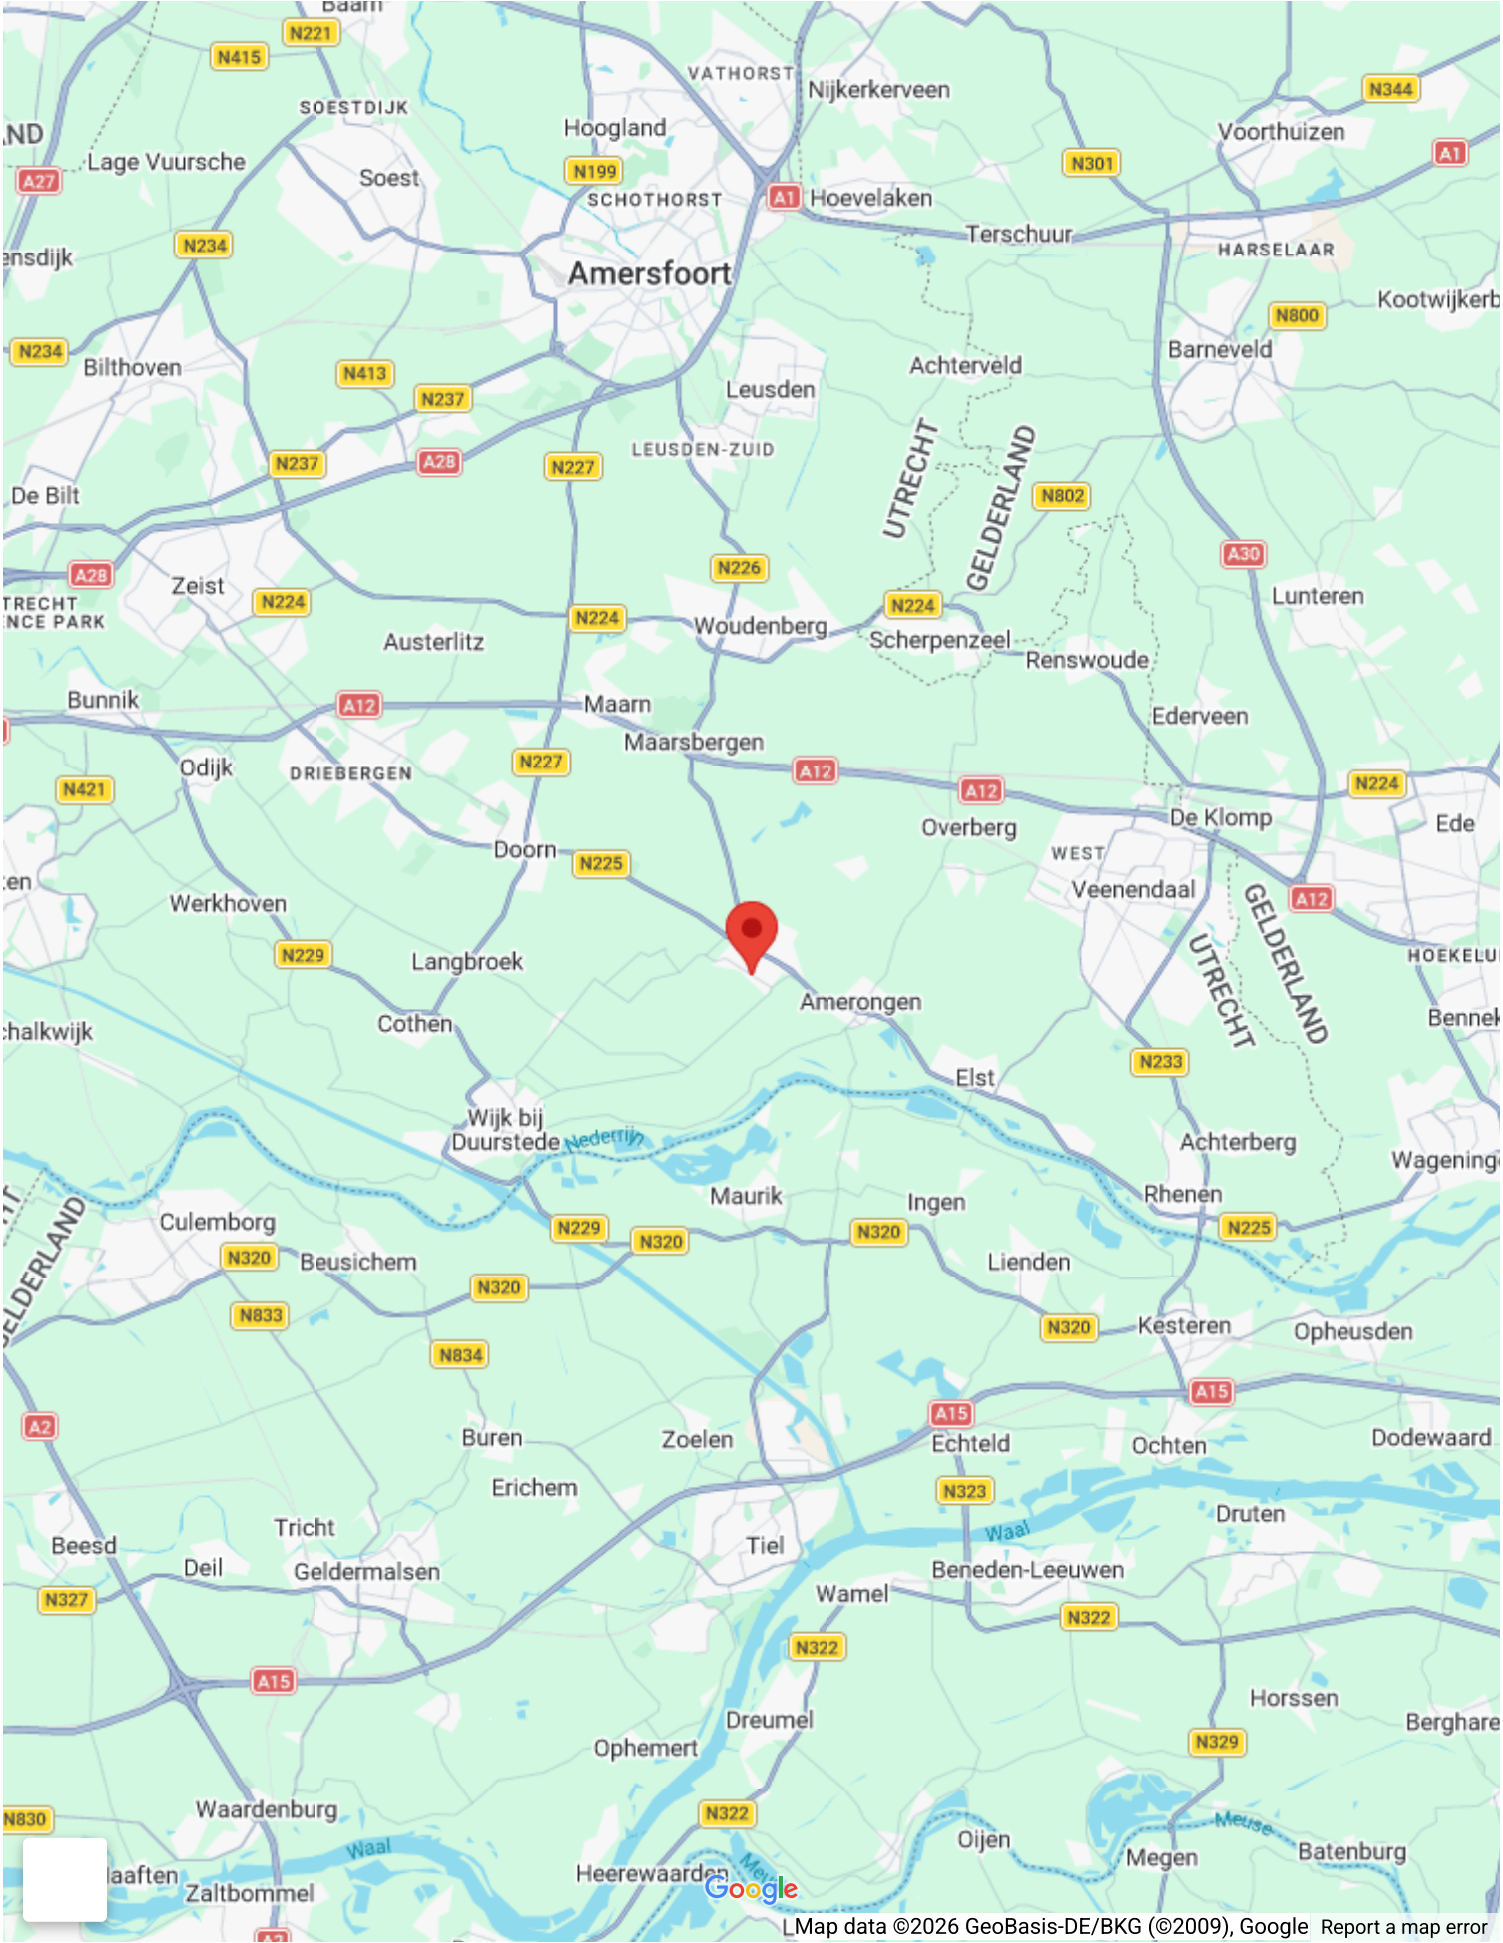 Baarn
N221
N415
VATHORST
Nijkerkerveen
N344
SOESTDIJK
Hoogland
Voorthuizen
Lage Vuursche
N301
A1
A27
Soest
N199
SCHOTHORST
A1
Hoevelaken
Terschuur
N234
ensdijk
HARSELAAR
Amersfoort
Kootwijkerb
N800
N234
Bilthoven
Barneveld
N413
Achterveld
N237
Leusden
LEUSDEN-ZUID
UTRECHT
GELDERLAND
N237
A28
N227
De Bilt
N802
A30
A28
Zeist
N226
Lunteren
TRECHT
ENCE PARK
N224
N224
N224
Woudenberg
Austerlitz
Scherpenzeel
Renswoude
Bunnik
A12
Maarn
Ederveen
Maarsbergen
Odijk
DRIEBERGEN
N227
A12
N421
A12
N224
De Klomp
Ede
Overberg
Doorn
N225
WEST
ten
Veenendaal
Werkhoven
A12
GELDERLAND
UTRECHT
N229
Langbroek
HOEKELU
Amerongen
Cothen
chalkwijk
Bennek
N233
Elst
Wijk bij
Duurstede
Nederrijn
Achterberg
Wageninge
Maurik
Ingen
Rhenen
Culemborg
N229
N320
N320
N225
GELDERLAND
N320
Beusichem
Lienden
N320
N833
N320
Kesteren
Opheusden
N834
A15
A2
A15
Buren
Zoelen
Echteld
Ochten
Dodewaard
Erichem
N323
Tricht
Druten
Beesd
Tiel
Waal
Deil
Geldermalsen
Beneden-Leeuwen
N327
Wamel
N322
N322
A15
Horssen
Dreumel
Berghare
Ophemert
N329
Waardenburg
N830
N322
Meuse
Waal
Oijen
Megen
Batenburg
Haaften
Zaltbommel
Heerewaarden
Google
A2
Map data ©2026 GeoBasis-DE/BKG (©2009), Google
Report a map error